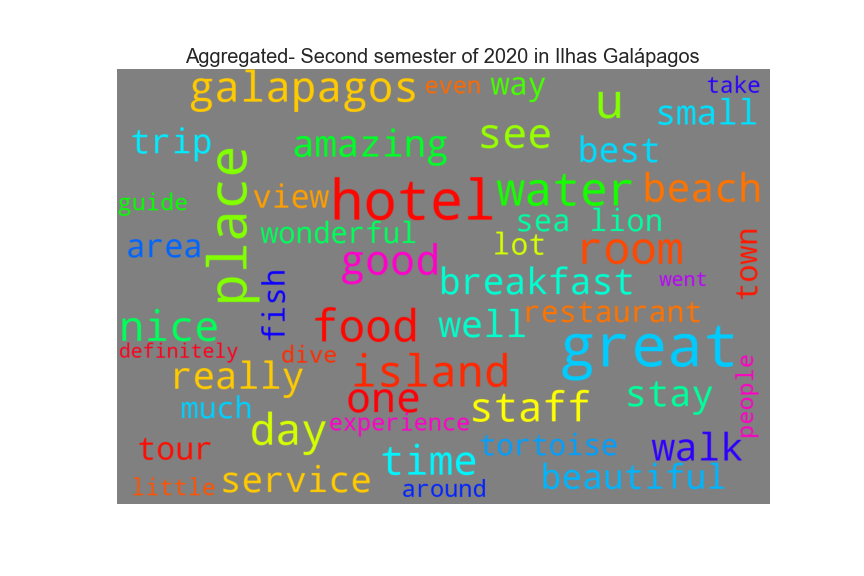 Aggregated- Second semester of 2020 in Ilhas Galápagos
galapagos
even
way
u
take
small
trip
amazing
see
best
place
guide
view
hotel
water
beach
sea lion
wonderful
area
good
lot
room
town
fish
breakfast
went
nice
food
well
restaurant
definitely
dive
great
really
island
one
staff
stay
people
much
day
experience
tour
time
tortoise
walk
little
service
around
beautiful